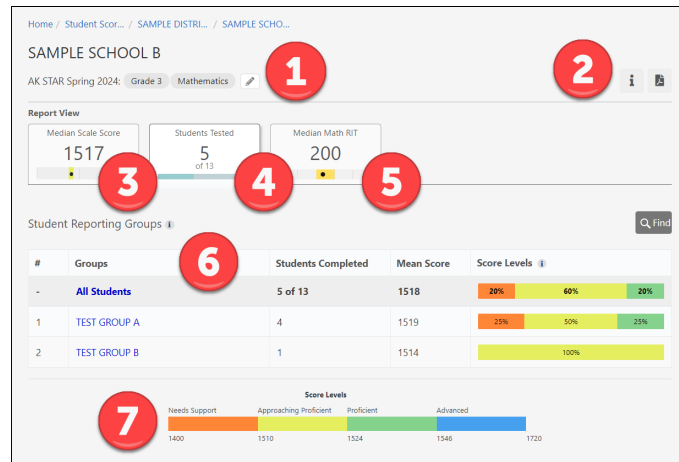 Home / Student Scor... / SAMPLE DISTRI... / SAMPLE SCHO...
SAMPLE SCHOOL B
1
2
AK STAR Spring 2024: Grade 3 Mathematics
i
Report View
Median Scale Score
1517
3
Students Tested
5
of 13
4
Median Math RIT
200
5
Student Reporting Groups i
Find
6
# Groups Students Completed Mean Score Score Levels i
- All Students 5 of 13 1518 20% 60% 20%
1 TEST GROUP A 4 1519 25% 50% 25%
2 TEST GROUP B 1 1514 100%
7
Score Levels
Needs Support Approaching Proficient Proficient Advanced
1400 1510 1524 1546 1720